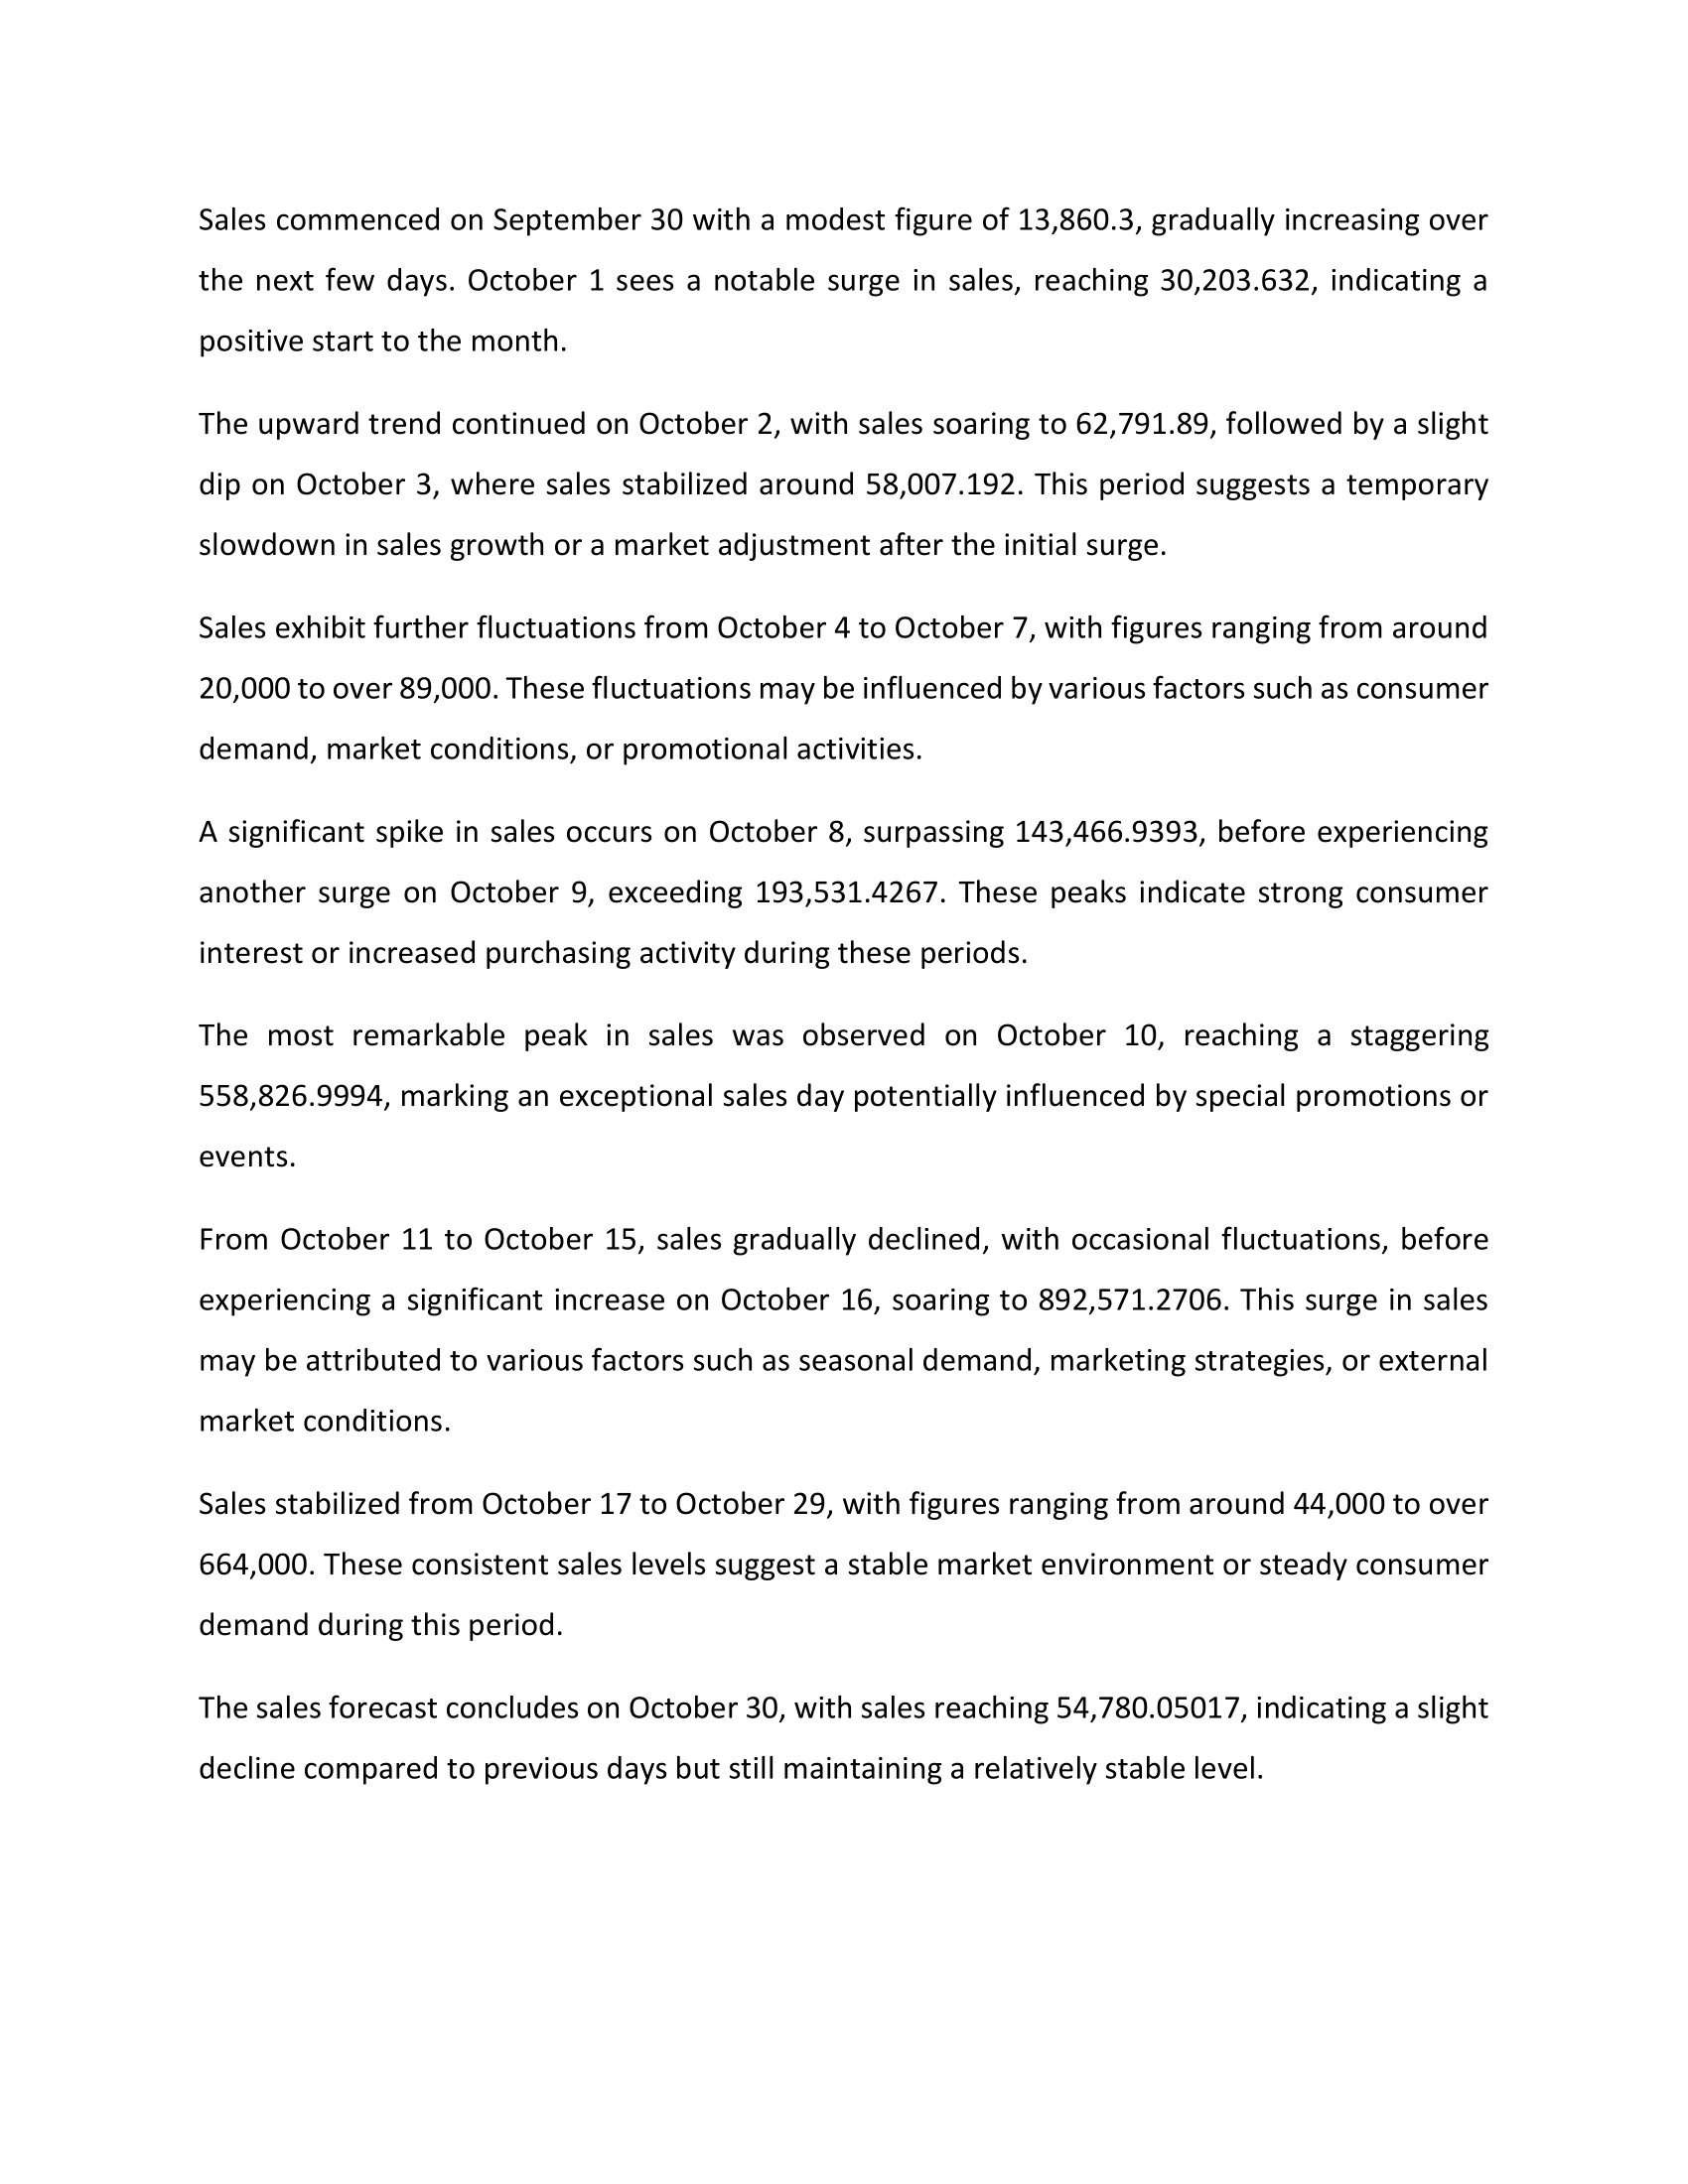 Sales commenced on September 30 with a modest figure of 13,860.3, gradually increasing over
the next few days. October 1 sees a notable surge in sales, reaching 30,203.632, indicating a
positive start to the month.
The upward trend continued on October 2, with sales soaring to 62,791.89, followed by a slight
dip on October 3, where sales stabilized around 58,007.192. This period suggests a temporary
slowdown in sales growth or a market adjustment after the initial surge.
Sales exhibit further fluctuations from October 4 to October 7, with figures ranging from around
20,000 to over 89,000. These fluctuations may be influenced by various factors such as consumer
demand, market conditions, or promotional activities.
A significant spike in sales occurs on October 8, surpassing 143,466.9393, before experiencing
another surge on October 9, exceeding 193,531.4267. These peaks indicate strong consumer
interest or increased purchasing activity during these periods.
The most remarkable peak in sales was observed on October 10, reaching a staggering
558,826.9994, marking an exceptional sales day potentially influenced by special promotions or
events.
From October 11 to October 15, sales gradually declined, with occasional fluctuations, before
experiencing a significant increase on October 16, soaring to 892,571.2706. This surge in sales
may be attributed to various factors such as seasonal demand, marketing strategies, or external
market conditions.
Sales stabilized from October 17 to October 29, with figures ranging from around 44,000 to over
664,000. These consistent sales levels suggest a stable market environment or steady consumer
demand during this period.
The sales forecast concludes on October 30, with sales reaching 54,780.05017, indicating a slight
decline compared to previous days but still maintaining a relatively stable level.